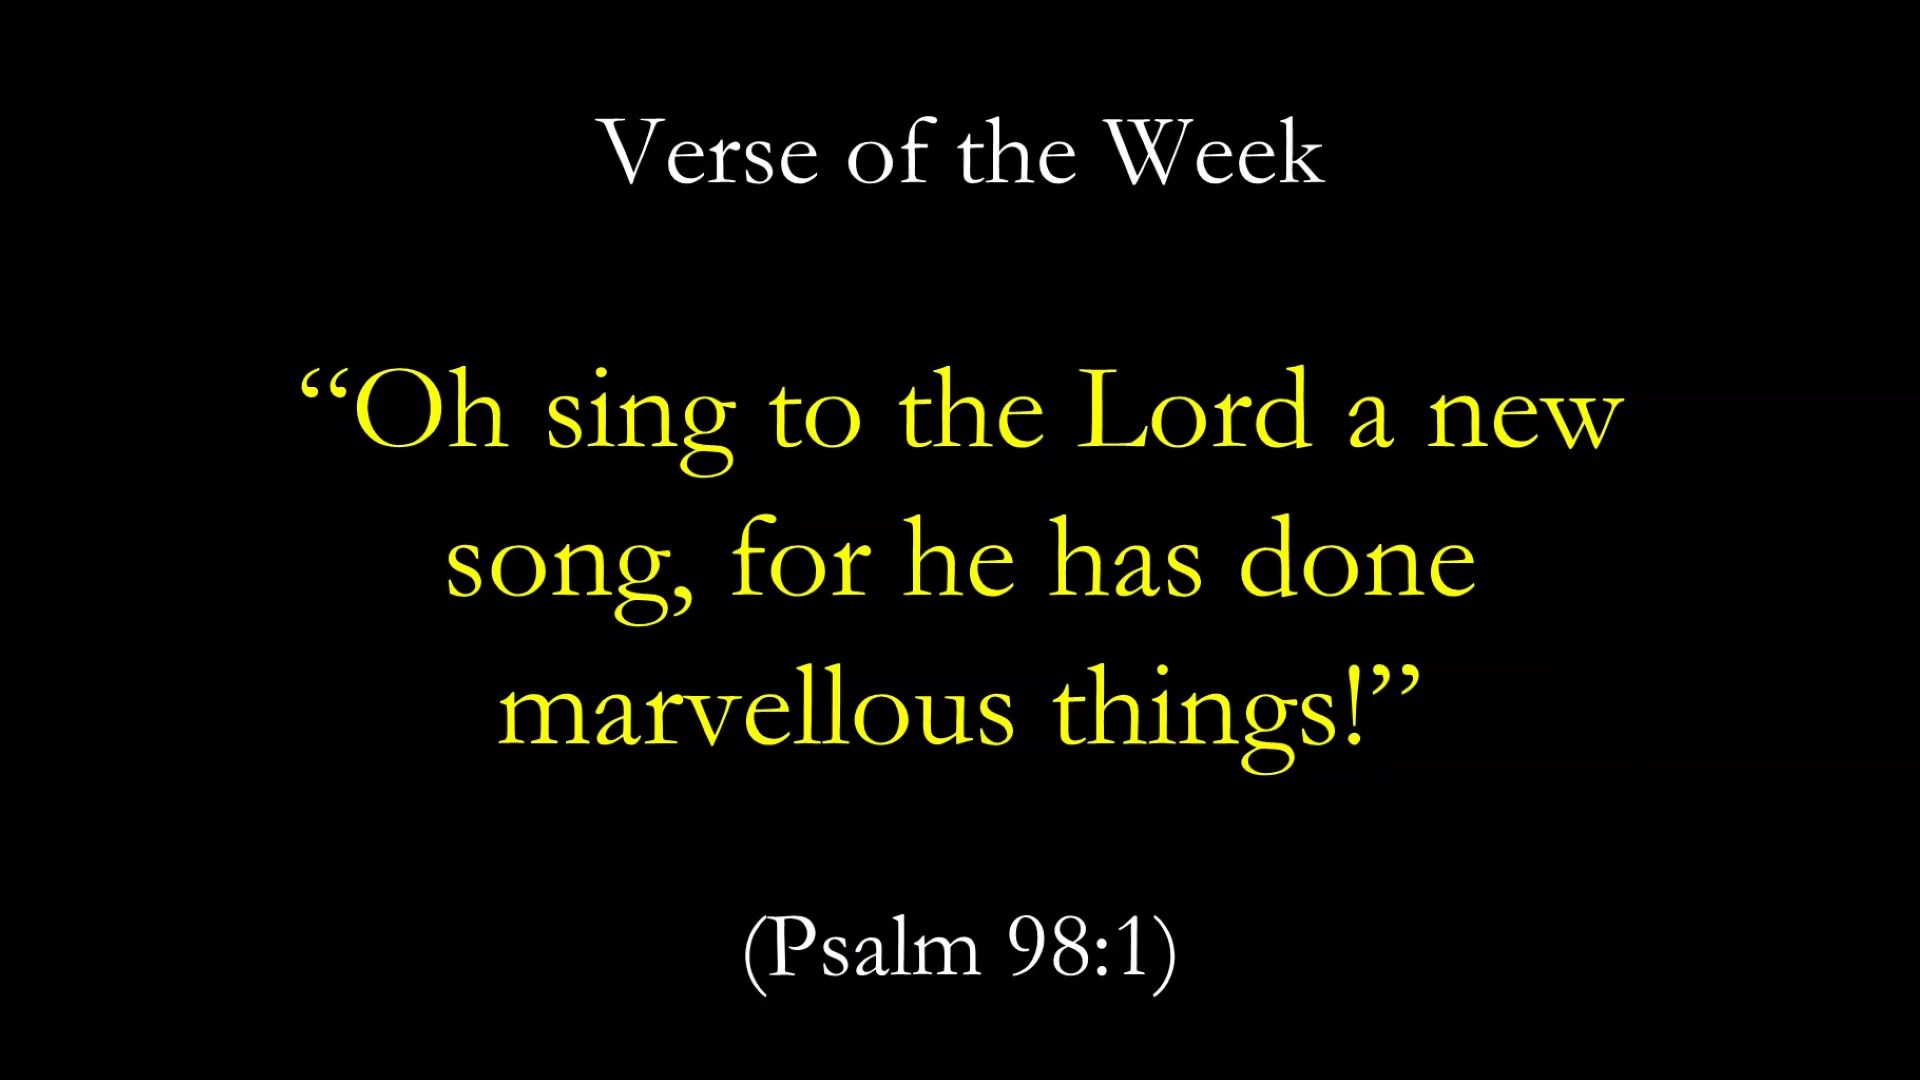 Verse of the Week
“Oh sing to the Lord a new
song, for he has done
marvellous things!”
(Psalm 98:1)